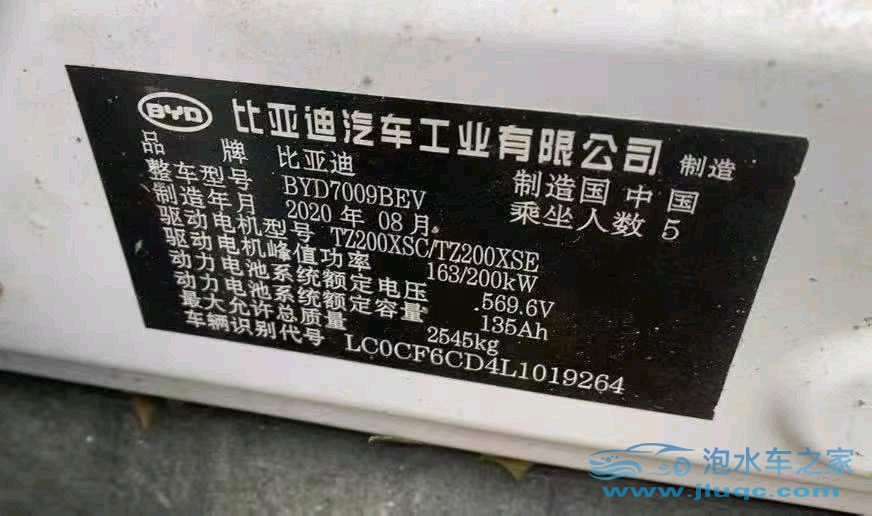 BYD 比亚迪汽车工业有限公司 制造
品牌 比亚迪 制造国 中国
整车型号 BYD7009BEV 乘坐人数 5
制造年月 2020 年 08 月
驱动电机型号 TZ200XSC/TZ200XSE
驱动电机峰值功率 163/200kW
动力电池系统额定电压 569.6V
动力电池系统额定容量 135Ah
最大允许总质量 2545kg
车辆识别代号 LC0CF6CD4L1019264
泡水车之家
www.jluqc.com